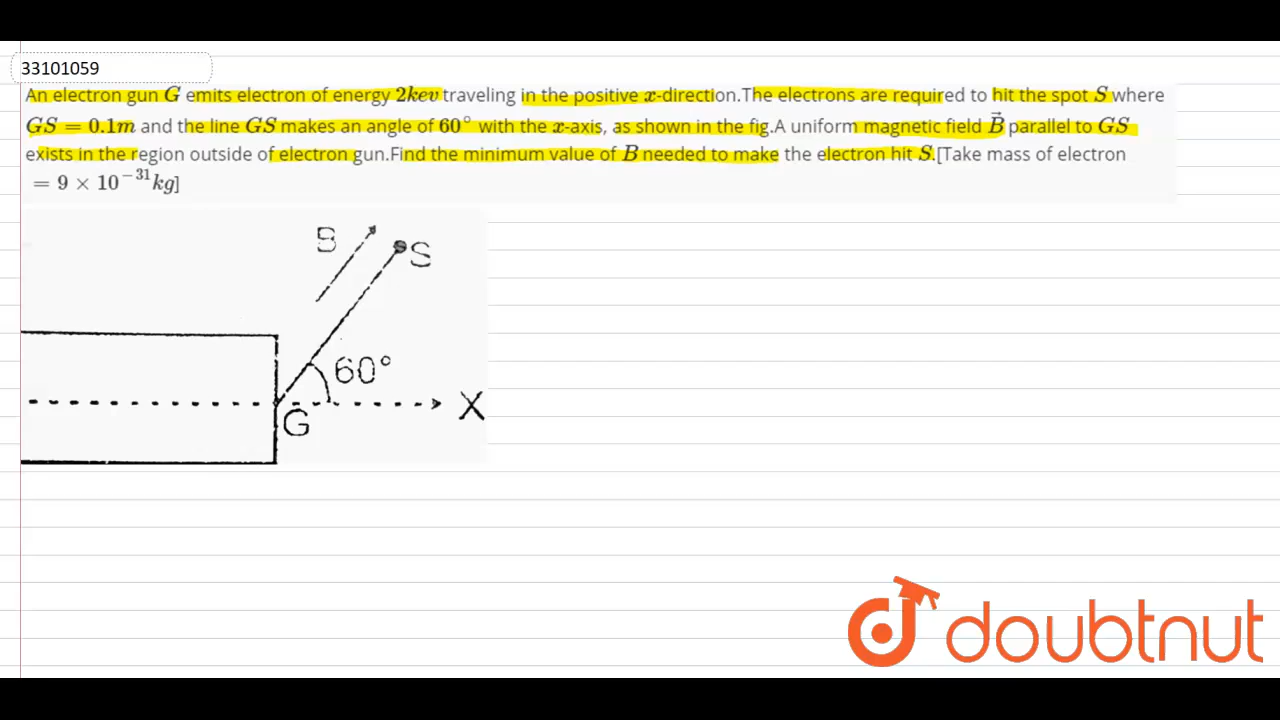 33101059
An electron gun G emits electron of energy 2kev traveling in the positive x-direction.The electrons are required to hit the spot S where
GS = 0.1m and the line GS makes an angle of 60° with the x-axis, as shown in the fig.A uniform magnetic field B⃗ parallel to GS
exists in the region outside of electron gun.Find the minimum value of B needed to make the electron hit S.[Take mass of electron
= 9 × 10⁻³¹kg]
B
S
60°
X
G
doubtnut